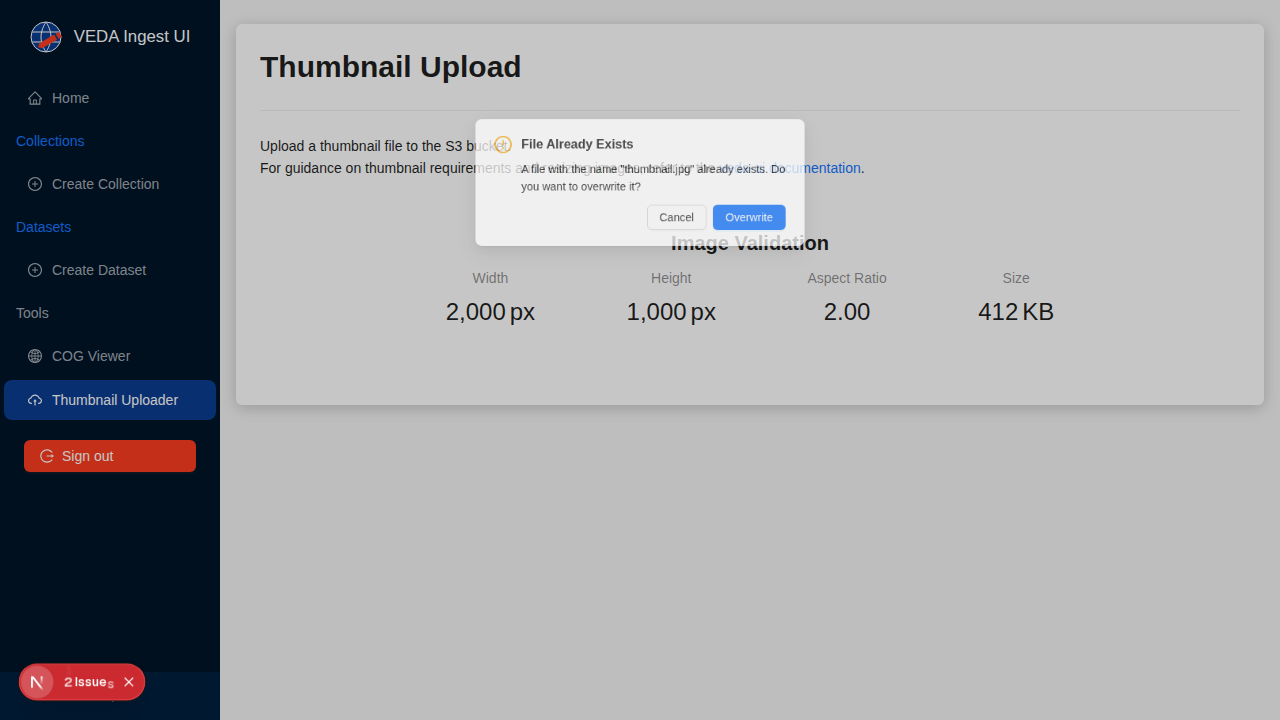 VEDA Ingest UI
Home
Collections
Create Collection
Datasets
Create Dataset
Tools
COG Viewer
Thumbnail Uploader
Sign out
2 Issues
Thumbnail Upload
Upload a thumbnail file to the S3 bucket.
For guidance on thumbnail requirements and documentation.
File Already Exists
A file with the name "thumbnail.jpg" already exists. Do
you want to overwrite it?
Cancel
Overwrite
Image Validation
Width
Height
Aspect Ratio
Size
2,000 px
1,000 px
2.00
412 KB